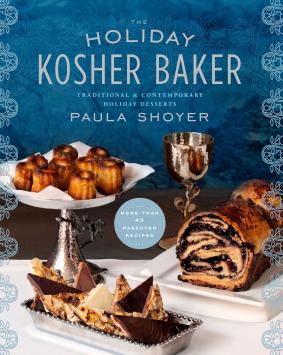 THE
HOLIDAY
KOSHER BAKER
TRADITIONAL & CONTEMPORARY
HOLIDAY DESSERTS
PAULA SHOYER
MORE THAN
45
PASSOVER
RECIPES